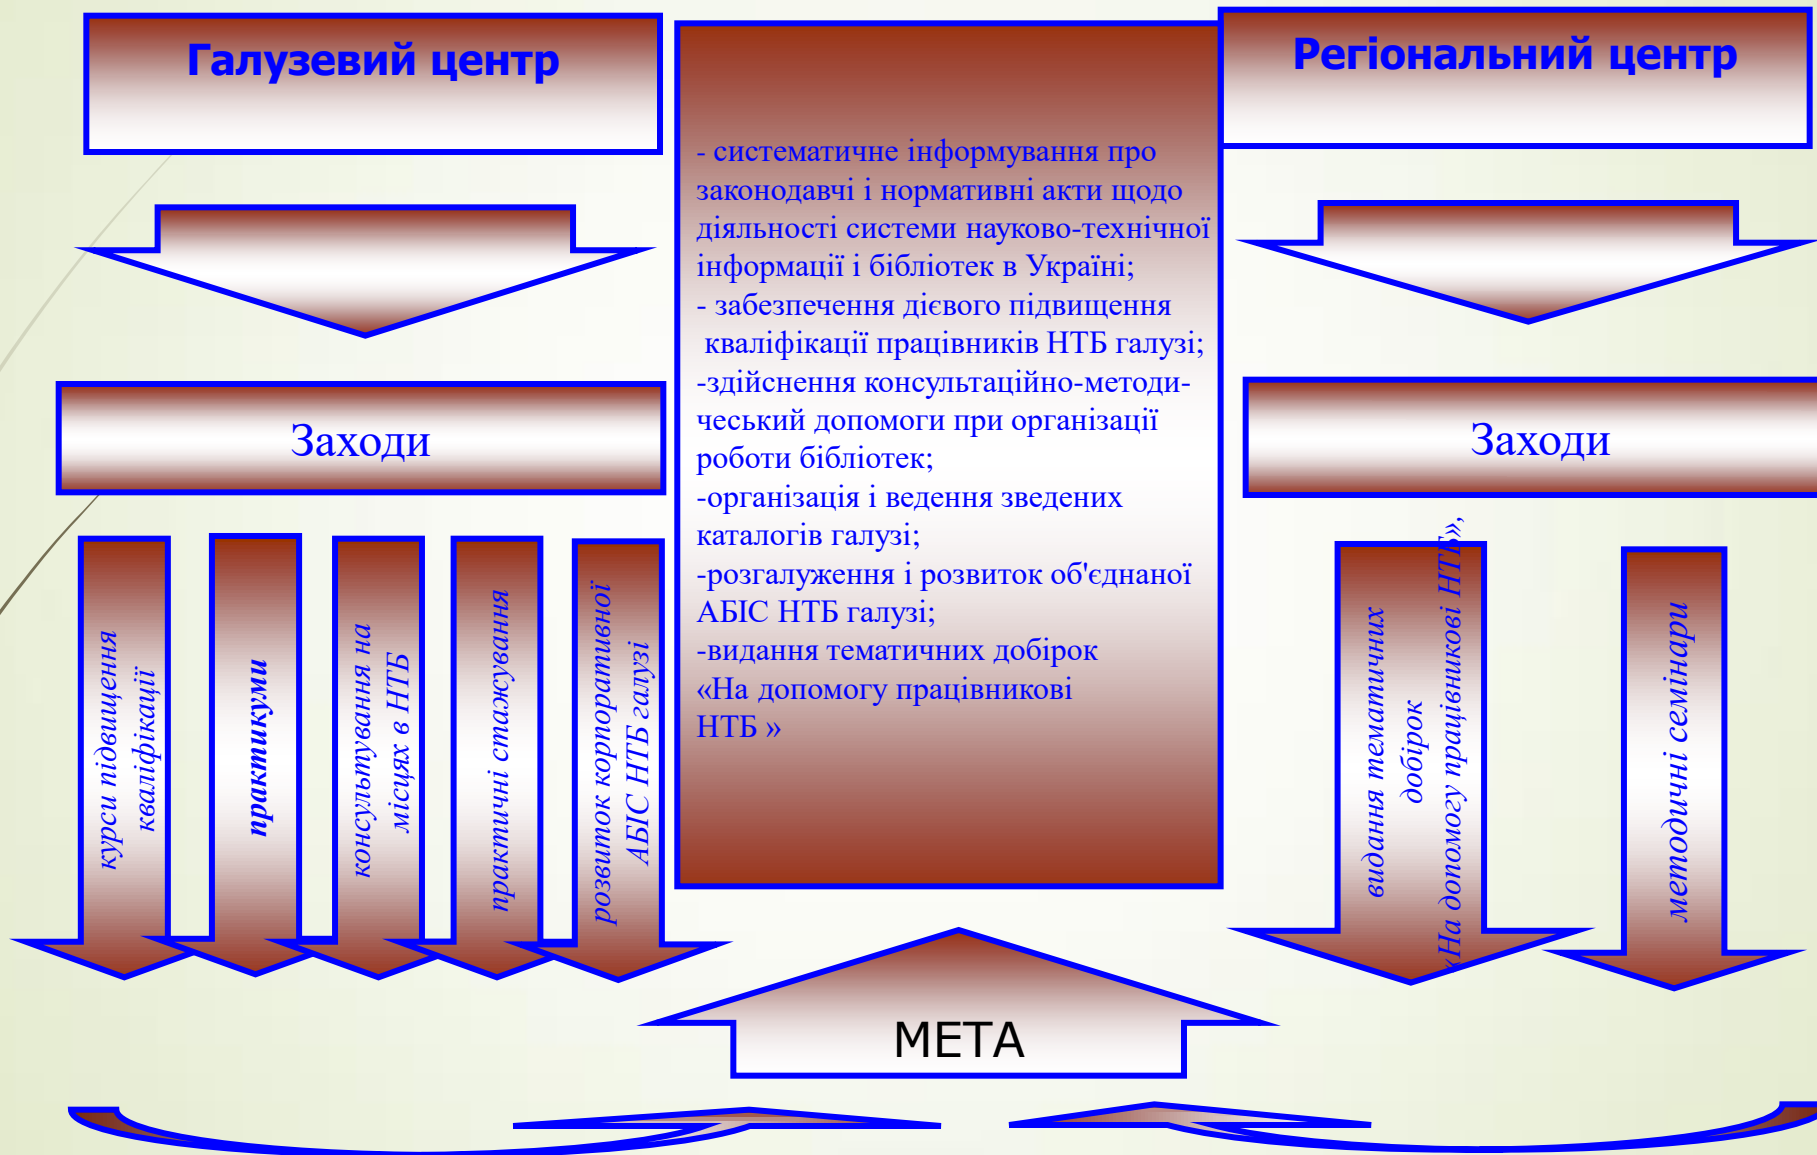 Галузевий центр
Заходи
курси підвищення
кваліфікації
практикуми
консультування на
місцях в НТБ
практичні стажування
розвиток корпоративної
АБІС НТБ галузі
- систематичне інформування про
законодавчі і нормативні акти щодо
діяльності системи науково-технічної
інформації і бібліотек в Україні;
- забезпечення дієвого підвищення
кваліфікації працівників НТБ галузі;
-здійснення консультаційно-методи-
чеський допомоги при організації
роботи бібліотек;
-організація і ведення зведених
каталогів галузі;
-розгалуження і розвиток об'єднаної
АБІС НТБ галузі;
-видання тематичних добірок
«На допомогу працівникові
НТБ »
МЕТА
Регіональний центр
Заходи
видання тематичних
добірок
«На допомогу працівникові НТБ»,
методичні семінари